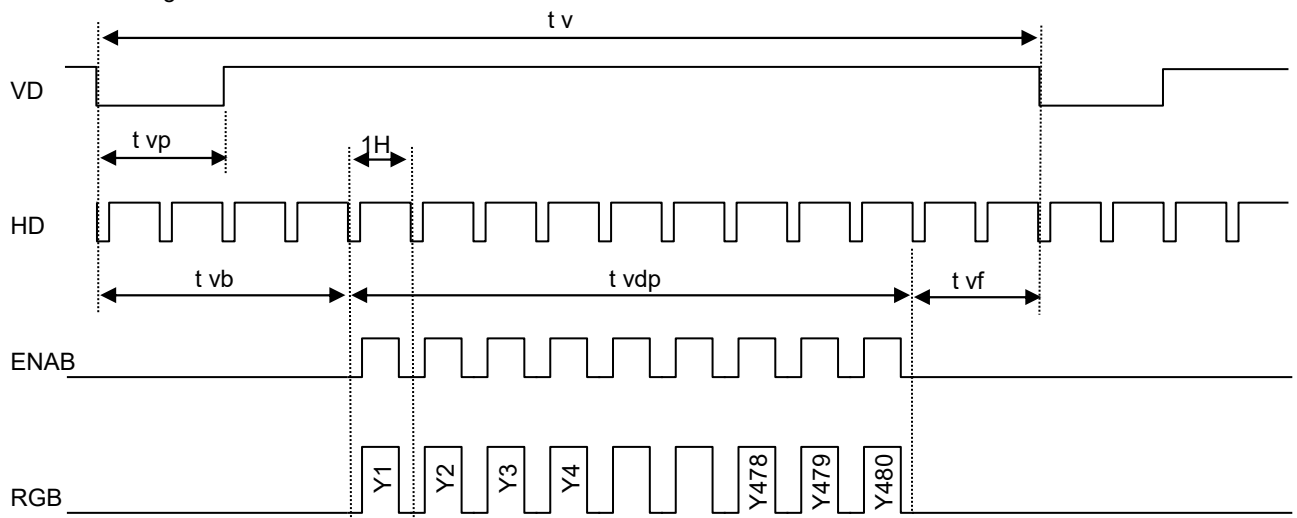 t v
VD
t vp
1H
HD
t vb
t vdp
t vf
ENAB
RGB
Y1
Y2
Y3
Y4
Y478
Y479
Y480